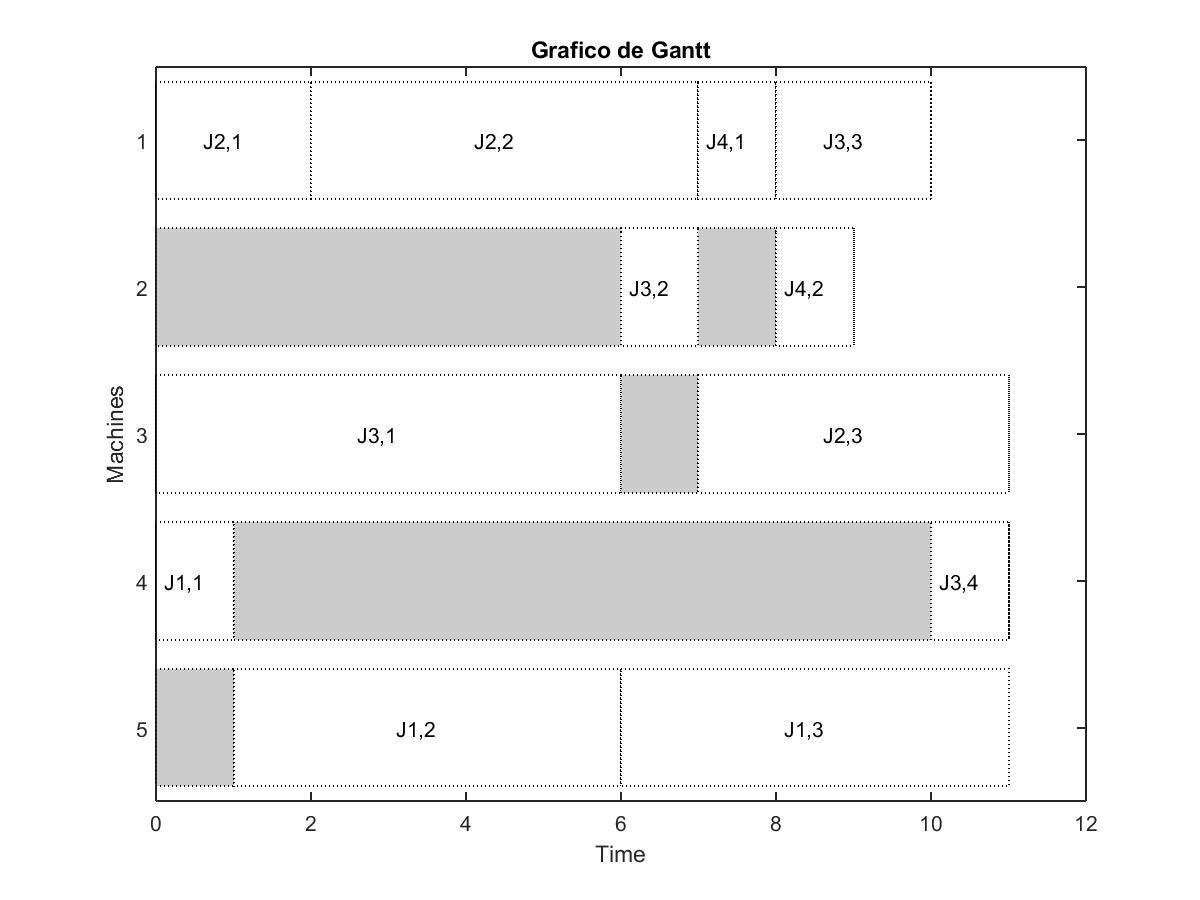 Grafico de Gantt
1
J2,1 J2,2 J4,1 J3,3
2
J3,2 J4,2
Machines
3
J3,1 J2,3
4
J1,1 J3,4
5
J1,2 J1,3
0 2 4 6 8 10 12
Time